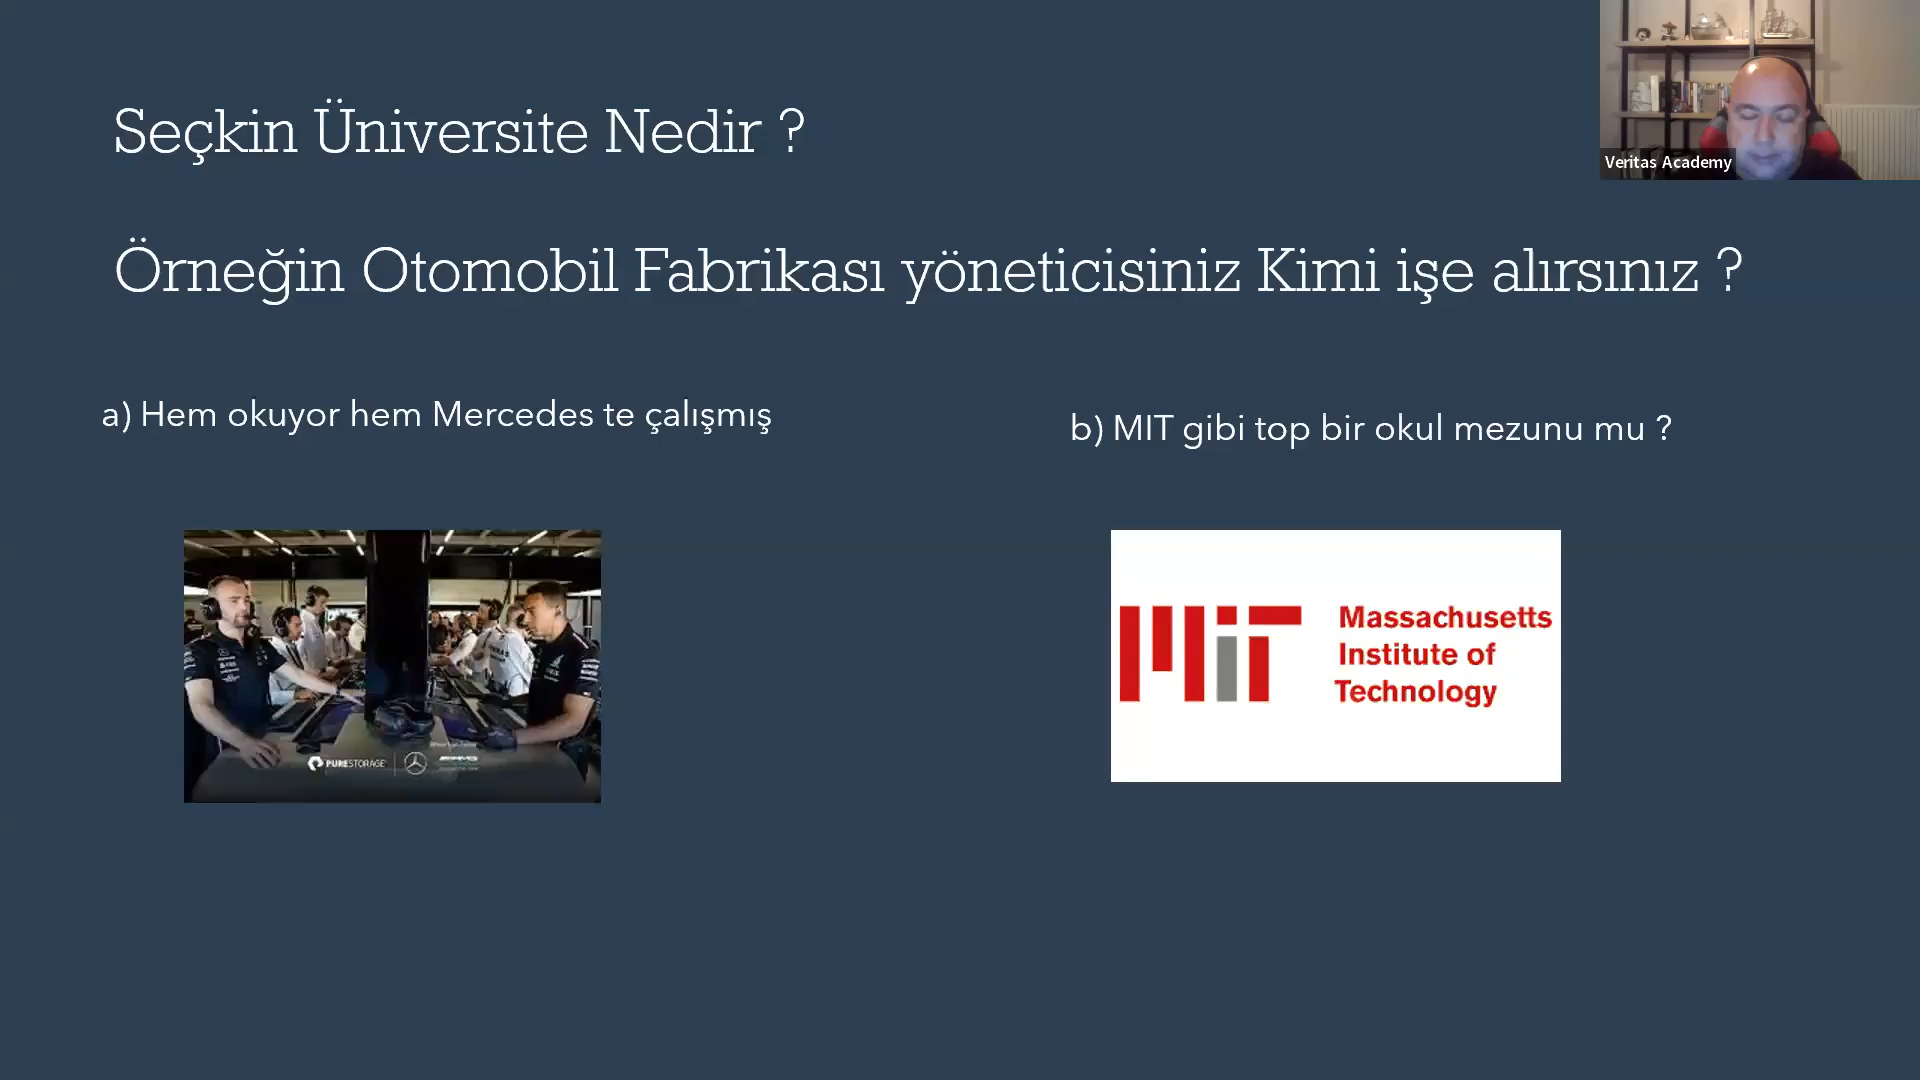 Seçkin Üniversite Nedir ?
Veritas Academy
Örneğin Otomobil Fabrikası yöneticisiniz Kimi işe alırsınız ?
a) Hem okuyor hem Mercedes te çalışmış
b) MIT gibi top bir okul mezunu mu ?
PURESTORAGE
MIT
Massachusetts
Institute of
Technology